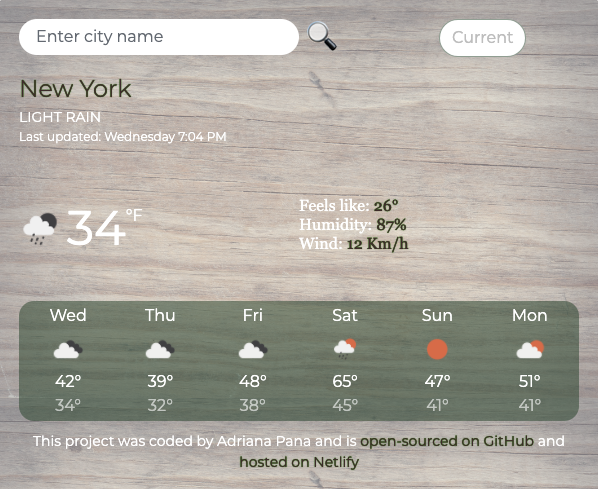 Enter city name
Current
New York
LIGHT RAIN
Last updated: Wednesday 7:04 PM
34°F
Feels like: 26°
Humidity: 87%
Wind: 12 Km/h
Wed Thu Fri Sat Sun Mon
42° 39° 48° 65° 47° 51°
34° 32° 38° 45° 41° 41°
This project was coded by Adriana Pana and is open-sourced on GitHub and
hosted on Netlify